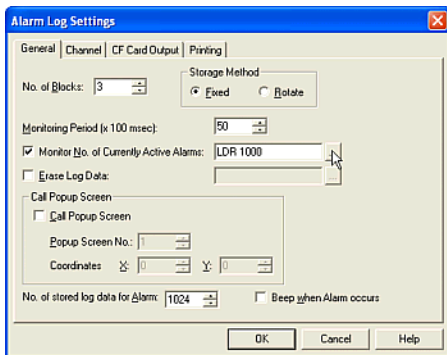 Alarm Log Settings
General Channel CF Card Output Printing
Storage Method
No. of Blocks: 3 Fixed Rotate
Monitoring Period (x 100 msec): 50
Monitor No. of Currently Active Alarms: LDR 1000
Erase Log Data: ...
Call Popup Screen
Call Popup Screen
Popup Screen No.: 1
Coordinates X: 0 Y: 0
No. of stored log data for Alarm: 1024 Beep when Alarm occurs
OK Cancel Help